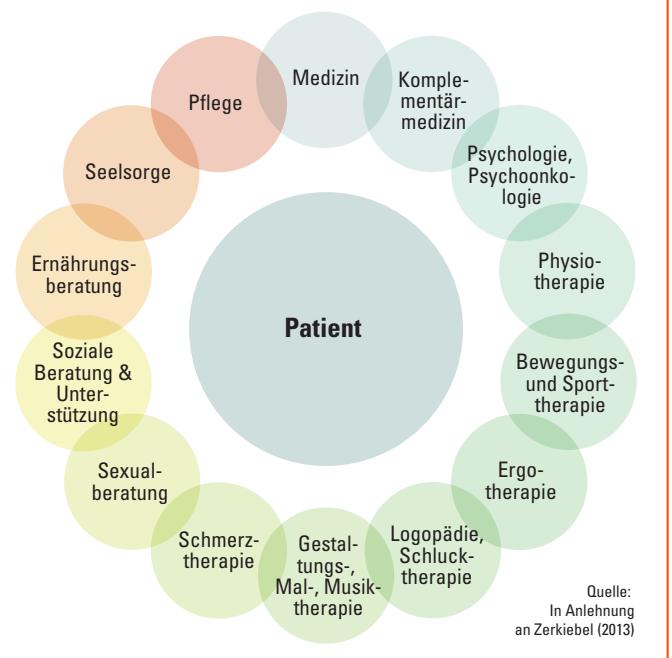 Medizin
Komple-
mentär-
medizin
Psychologie,
Psychoonko-
logie
Physio-
therapie
Bewegungs-
und Sport-
therapie
Ergo-
therapie
Logopädie,
Schluck-
therapie
Gestal-
tungs-,
Mal-, Musik-
therapie
Schmerz-
therapie
Sexual-
beratung
Soziale
Beratung &
Unter-
stützung
Ernährungs-
beratung
Seelsorge
Pflege
Patient
Quelle:
In Anlehnung
an Zerkiebel (2013)